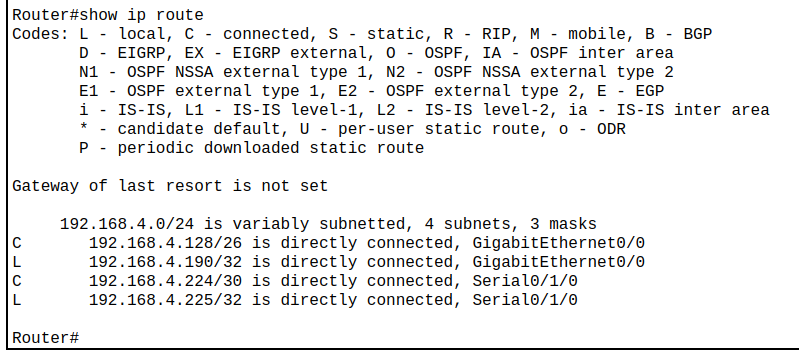 Router#show ip route
Codes: L - local, C - connected, S - static, R - RIP, M - mobile, B - BGP
       D - EIGRP, EX - EIGRP external, O - OSPF, IA - OSPF inter area
       N1 - OSPF NSSA external type 1, N2 - OSPF NSSA external type 2
       E1 - OSPF external type 1, E2 - OSPF external type 2, E - EGP
       i - IS-IS, L1 - IS-IS level-1, L2 - IS-IS level-2, ia - IS-IS inter area
       * - candidate default, U - per-user static route, o - ODR
       P - periodic downloaded static route

Gateway of last resort is not set

     192.168.4.0/24 is variably subnetted, 4 subnets, 3 masks
C       192.168.4.128/26 is directly connected, GigabitEthernet0/0
L       192.168.4.190/32 is directly connected, GigabitEthernet0/0
C       192.168.4.224/30 is directly connected, Serial0/1/0
L       192.168.4.225/32 is directly connected, Serial0/1/0

Router#